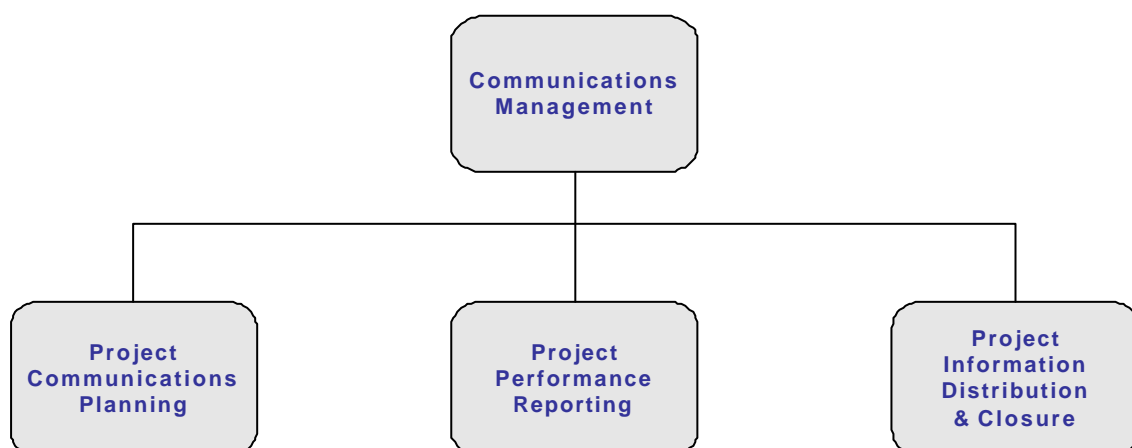 Communications
Management
Project
Communications
Planning
Project
Performance
Reporting
Project
Information
Distribution
& Closure